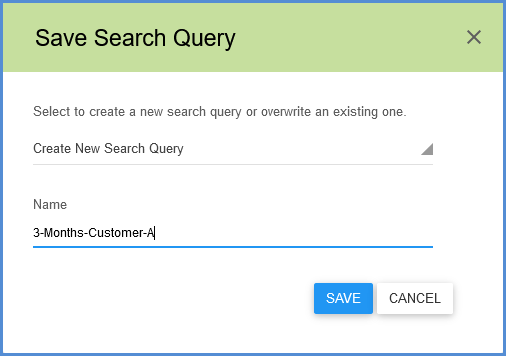 Save Search Query
Select to create a new search query or overwrite an existing one.
Create New Search Query
Name
3-Months-Customer-A
SAVE CANCEL